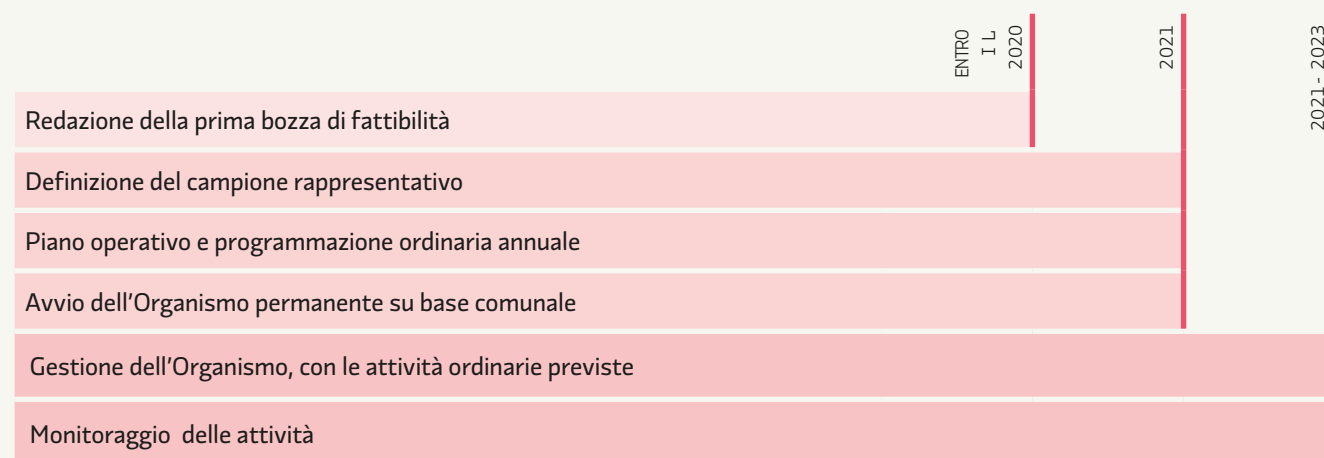 ENTRO
IL
2020
2021
2021- 2023
Redazione della prima bozza di fattibilità
Definizione del campione rappresentativo
Piano operativo e programmazione ordinaria annuale
Avvio dell'Organismo permanente su base comunale
Gestione dell'Organismo, con le attività ordinarie previste
Monitoraggio delle attività